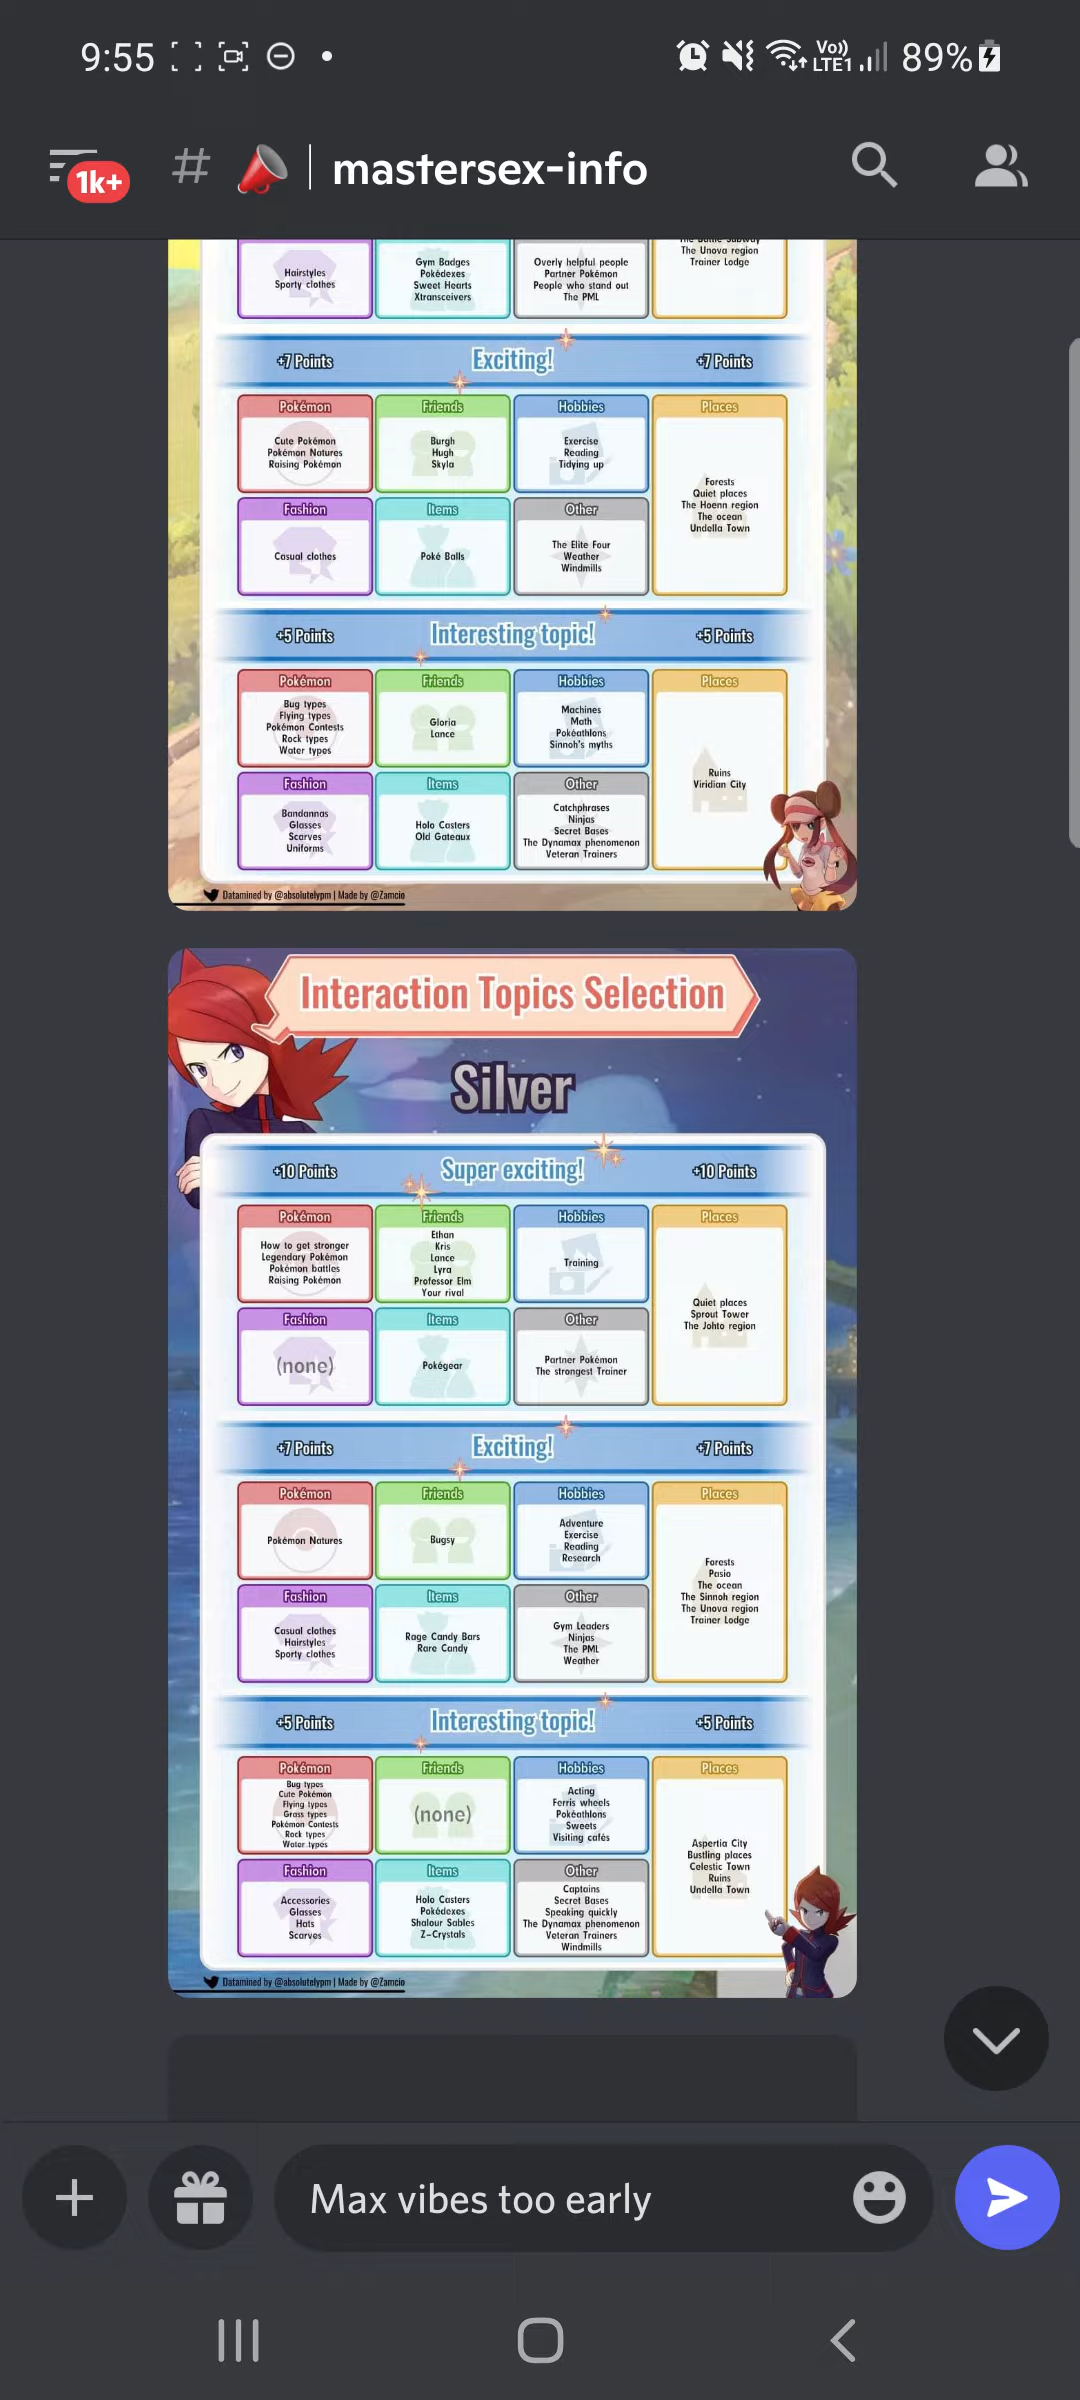 9:55
Vo))
LTE1
89%
1k+
# | mastersex-info
The Unova region
Trainer Lodge
Hairstyles
Sporty clothes
Gym Badges
Pokédexes
Sweet Hearts
Xtransceivers
Overly helpful people
Partner Pokémon
People who stand out
The PML
+7 Points
Exciting!
+7 Points
Pokémon
Cute Pokémon
Pokémon Natures
Raising Pokémon
Friends
Burgh
Hugh
Skyla
Hobbies
Exercise
Reading
Tidying up
Places
Forests
Quiet places
The Hoenn region
The ocean
Undella Town
Fashion
Casual clothes
Items
Poké Balls
Other
The Elite Four
Weather
Windmills
+5 Points
Interesting topic!
+5 Points
Pokémon
Bug types
Flying types
Pokémon Contests
Rock types
Water types
Friends
Gloria
Lance
Hobbies
Machines
Math
Pokéathlons
Sinnoh's myths
Places
Ruins
Viridian City
Fashion
Bandannas
Glasses
Scarves
Uniforms
Items
Holo Casters
Old Gateaux
Other
Catchphrases
Ninjas
Secret Bases
The Dynamax phenomenon
Veteran Trainers
Datamined by @absolutelypm | Made by @Zamcio
Interaction Topics Selection
Silver
+10 Points
Super exciting!
+10 Points
Pokémon
How to get stronger
Legendary Pokémon
Pokémon battles
Raising Pokémon
Friends
Ethan
Kris
Lance
Lyra
Professor Elm
Your rival
Hobbies
Training
Places
Quiet places
Sprout Tower
The Johto region
Fashion
(none)
Items
Pokégear
Other
Partner Pokémon
The strongest Trainer
+7 Points
Exciting!
+7 Points
Pokémon
Pokémon Natures
Friends
Bugsy
Hobbies
Adventure
Exercise
Reading
Research
Places
Forests
Pasio
The ocean
The Sinnoh region
The Unova region
Trainer Lodge
Fashion
Casual clothes
Hairstyles
Sporty clothes
Items
Rage Candy Bars
Rare Candy
Other
Gym Leaders
Ninjas
The PML
Weather
+5 Points
Interesting topic!
+5 Points
Pokémon
Bug types
Cute Pokémon
Flying types
Grass types
Pokémon Contests
Rock types
Water types
Friends
(none)
Hobbies
Acting
Ferris wheels
Pokéathlons
Sweets
Visiting cafés
Places
Aspertia City
Bustling places
Celestic Town
Ruins
Undella Town
Fashion
Accessories
Glasses
Hats
Scarves
Items
Holo Casters
Pokédexes
Shalour Sables
Z-Crystals
Other
Captains
Secret Bases
Speaking quickly
The Dynamax phenomenon
Veteran Trainers
Windmills
Datamined by @absolutelypm | Made by @Zamcio
Max vibes too early